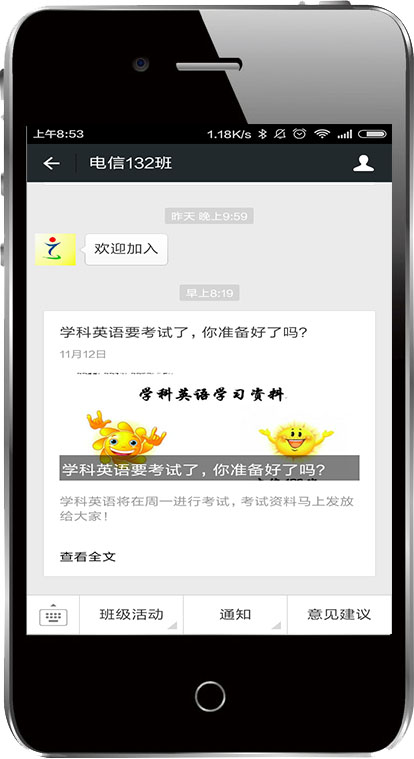 上午8:53
1.18K/s
电信132班
昨天 晚上9:59
欢迎加入
早上8:19
学科英语要考试了，你准备好了吗？
11月12日
学科英语学习资料
学科英语要考试了，你准备好了吗？
学科英语将在周一进行考试，考试资料马上发放
给大家！
查看全文
班级活动
通知
意见建议